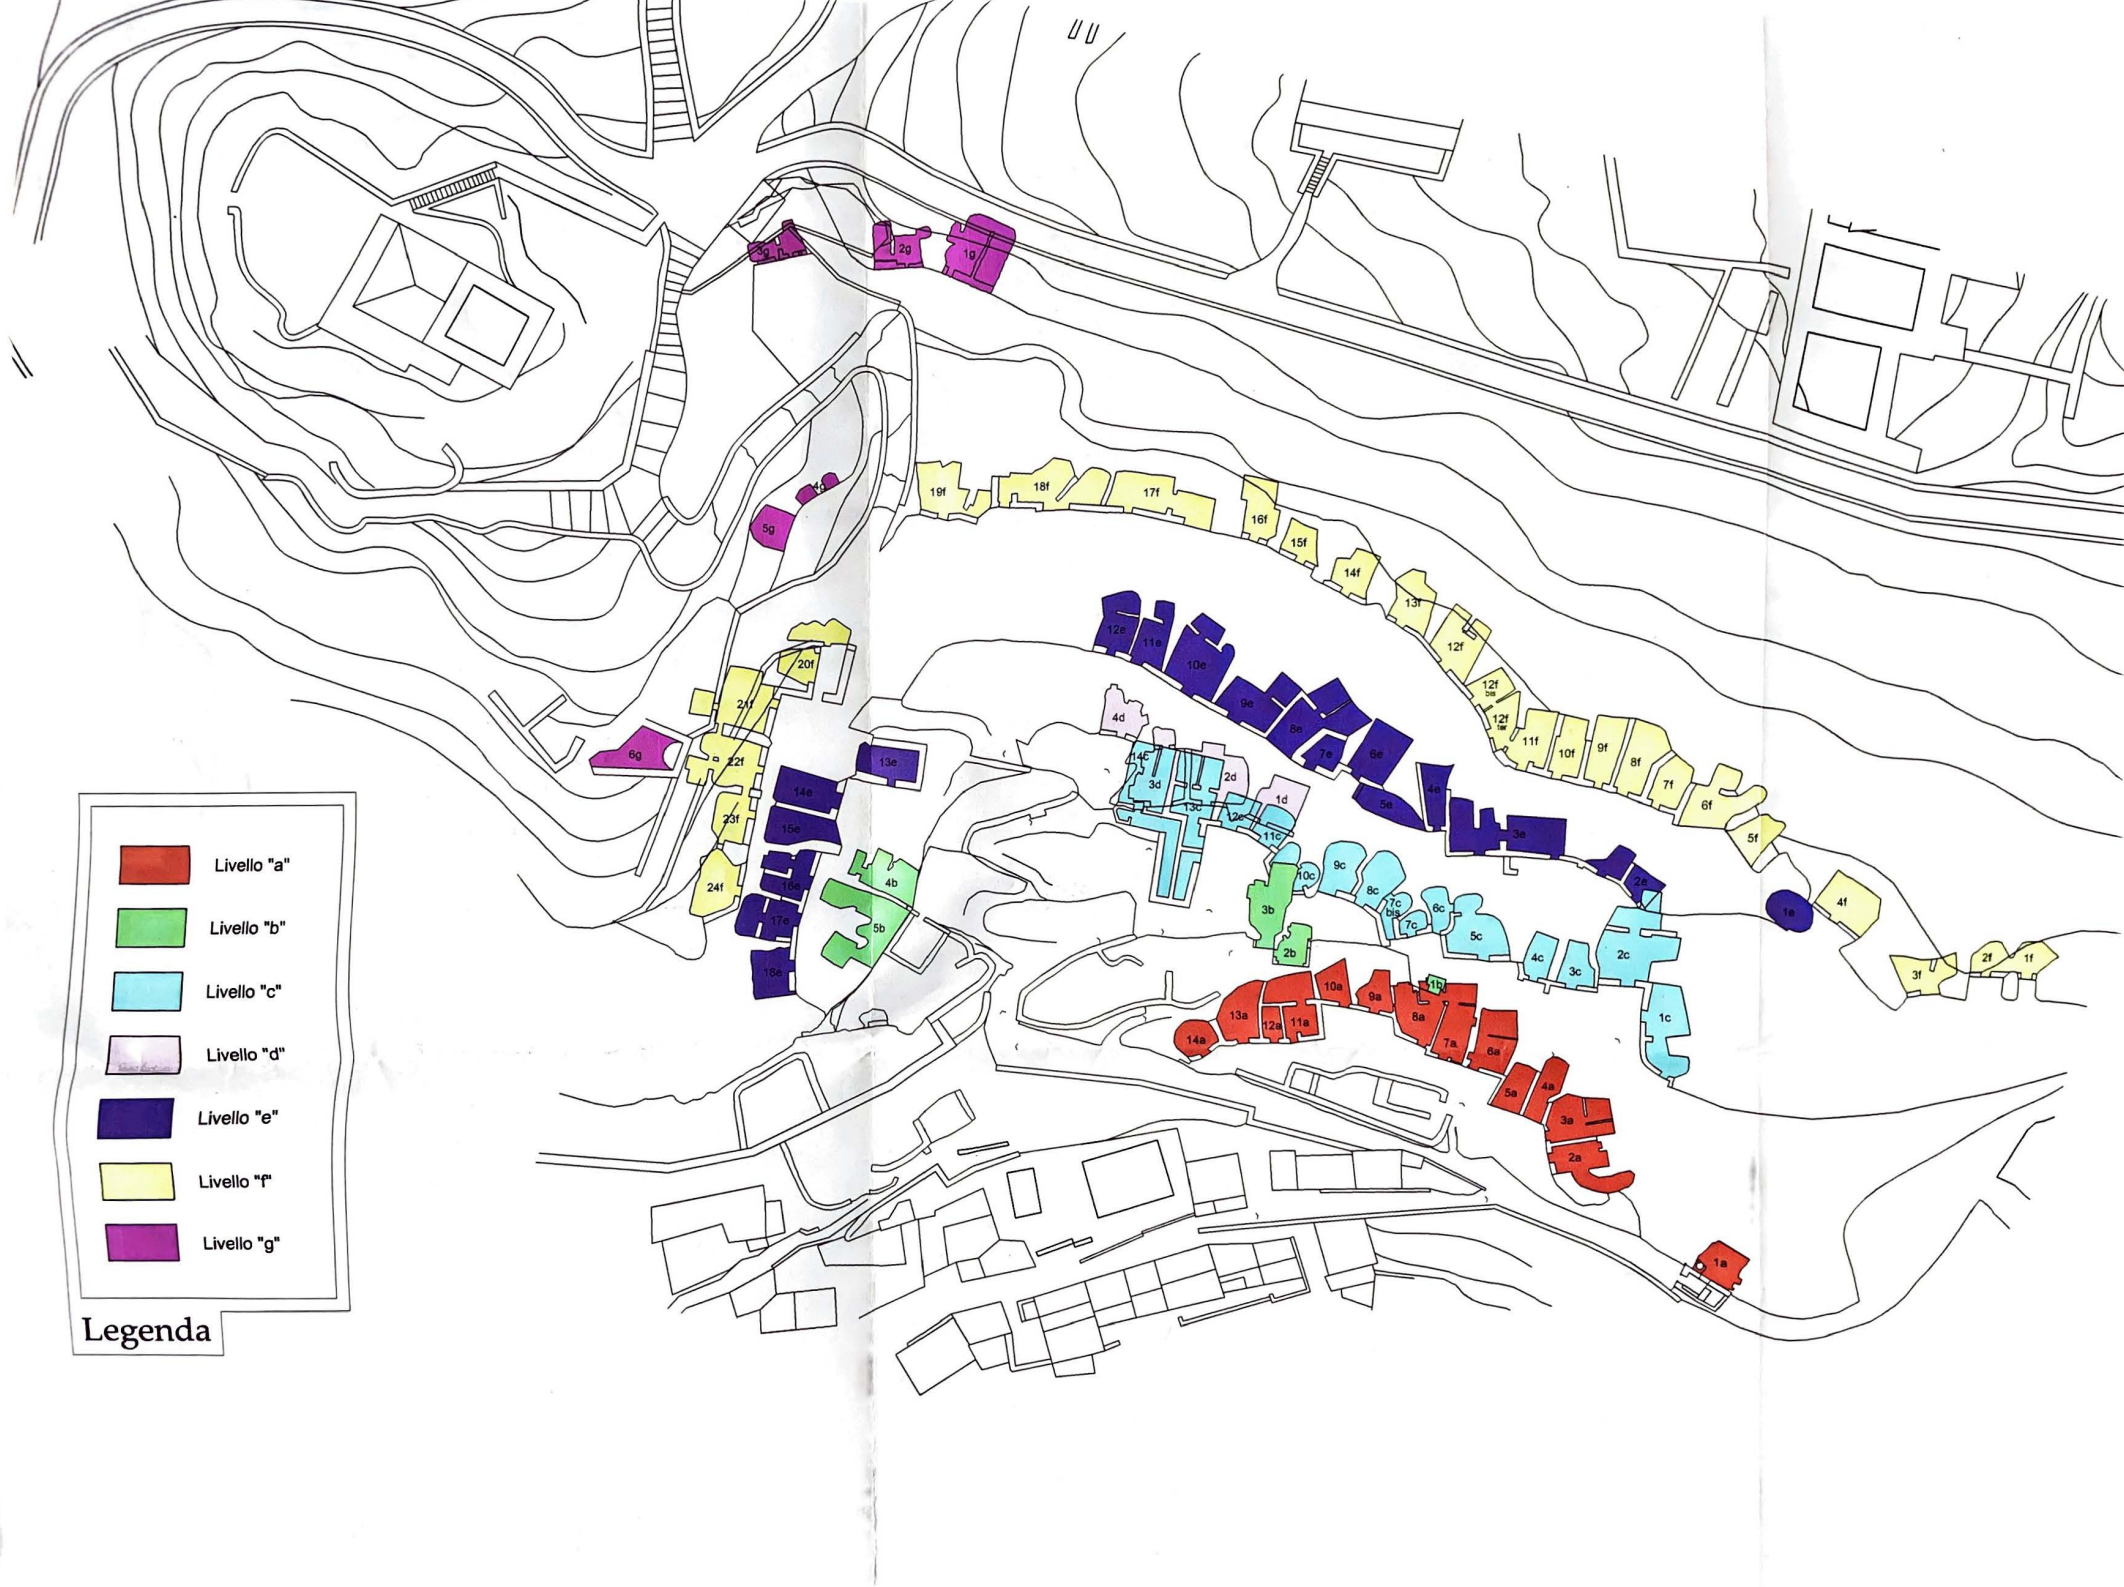 3g
2g
1g
4g
5g
19f
18f
17f
16f
15f
14f
13f
12f
12f
bis
12f
ter
11f
10f
9f
8f
7f
6f
5f
4f
3f
2f
1f
12e
11e
10e
9e
8e
7e
6e
5e
4e
3e
2e
1e
20f
21f
22f
23f
24f
6g
13e
14e
15e
16e
17e
18e
4b
5b
4d
14c
3d
13c
2d
1d
12c
11c
10c
9c
8c
7c
bis
7c
6c
5c
4c
3c
2c
1c
3b
2b
1b
14a
13a
12a
11a
10a
9a
8a
7a
6a
5a
4a
3a
2a
1a
Livello "a"
Livello "b"
Livello "c"
Livello "d"
Livello "e"
Livello "f"
Livello "g"
Legenda